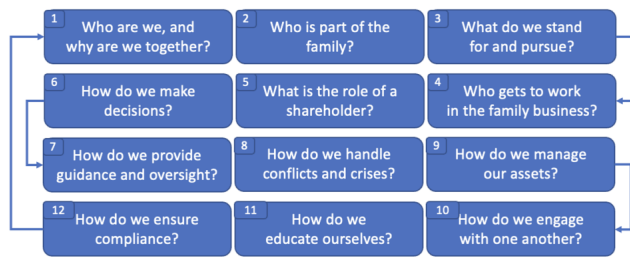 1
Who are we, and
why are we together?
2
Who is part of the
family?
3
What do we stand
for and pursue?
6
How do we make
decisions?
5
What is the role of a
shareholder?
4
Who gets to work
in the family business?
7
How do we provide
guidance and oversight?
8
How do we handle
conflicts and crises?
9
How do we manage
our assets?
12
How do we ensure
compliance?
11
How do we
educate ourselves?
10
How do we engage
with one another?